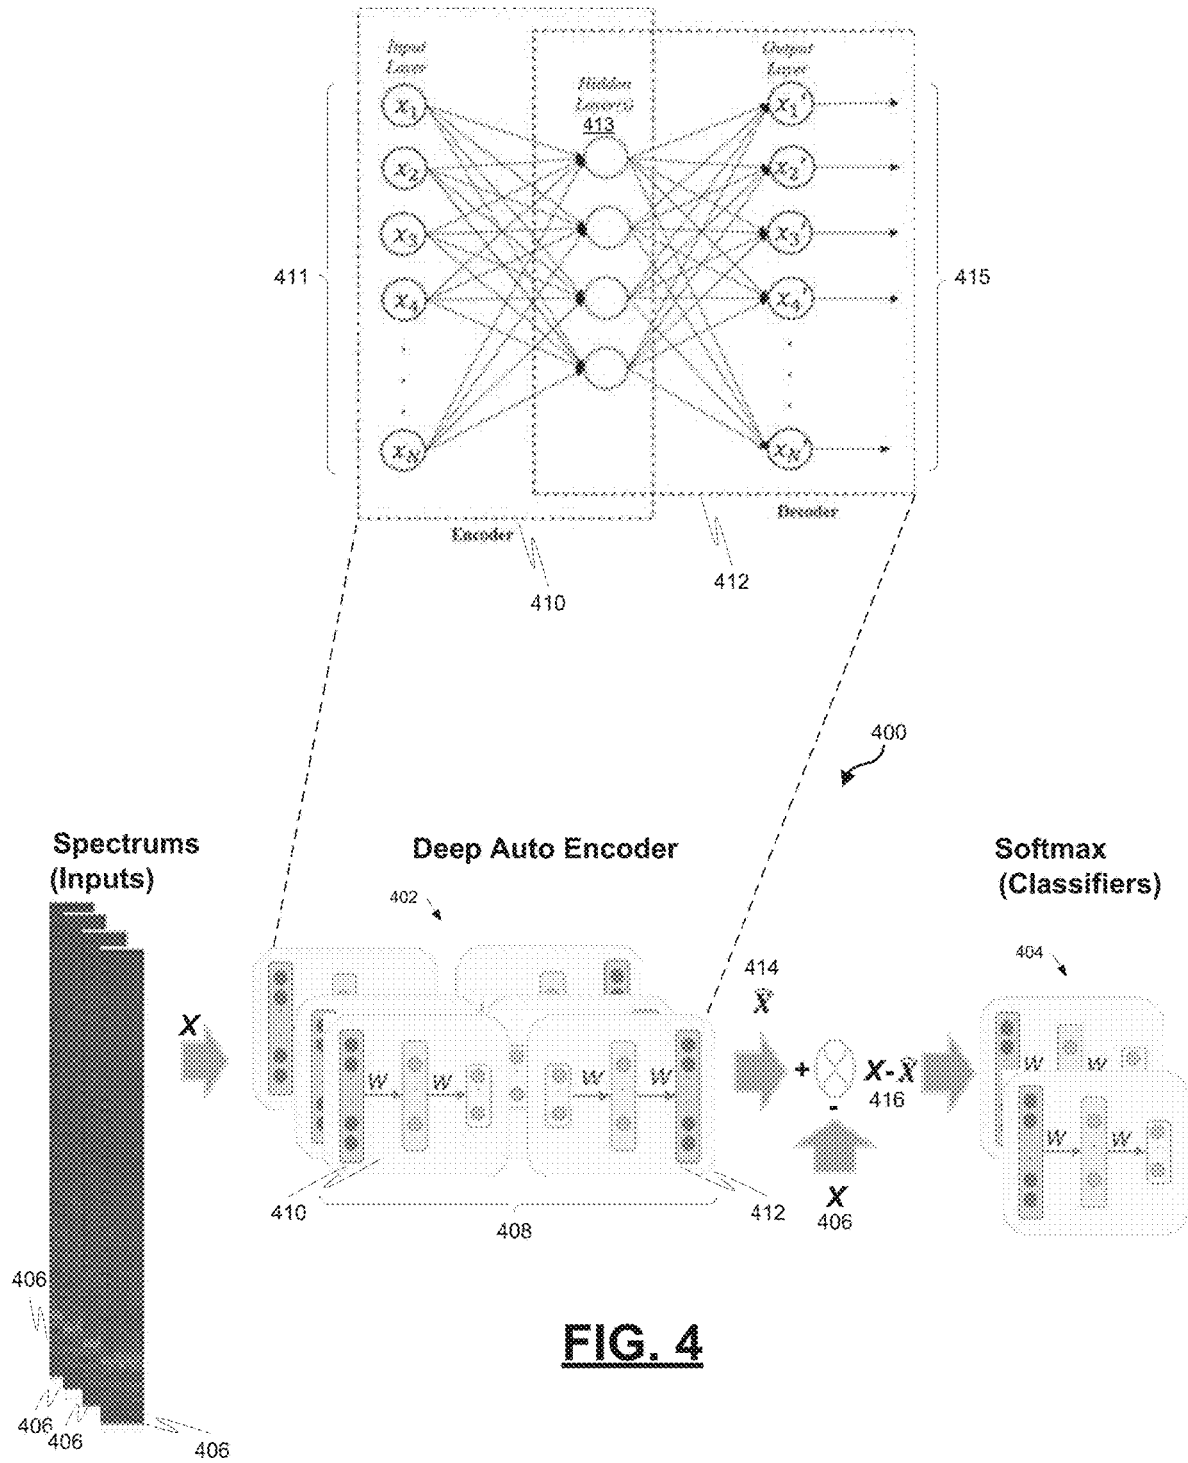 Input
Layer
Hidden
Layer(s)
413
Output
Layer
x1
x2
x3
x4
xN
x1'
x2'
x3'
x4'
xN'
411
415
Encoder
Decoder
410
412
400
Spectrums
(Inputs)
Deep Auto Encoder
Softmax
(Classifiers)
402
404
X
414
X̂
+
-
X-X̂
416
X
406
W
W
W
W
W
W
W
W
410
408
412
406
406
406
406
FIG. 4